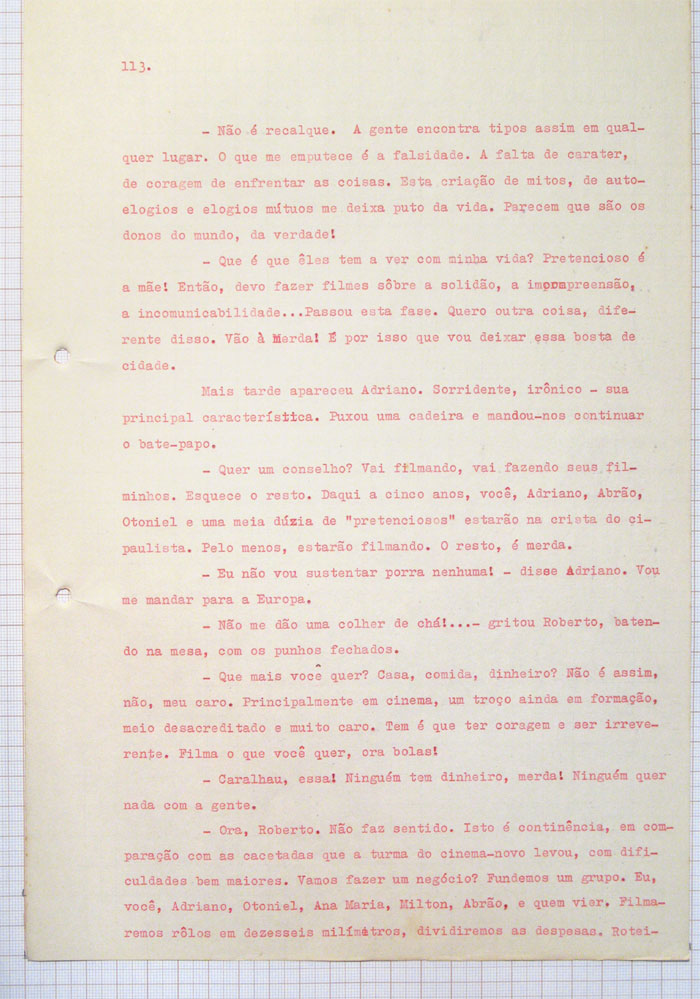 113.
- Não é recalque. A gente encontra tipos assim em qual-
quer lugar. O que me emputece é a falsidade. A falta de carater,
de coragem de enfrentar as coisas. Esta criação de mitos, de auto-
elogios e elogios mútuos me deixa puto da vida. Parecem que são os
donos do mundo, da verdade!
- Que é que êles tem a ver com minha vida? Pretencioso é
a mãe! Então, devo fazer filmes sôbre a solidão, a imcompreensão,
a incomunicabilidade...Passou esta fase. Quero outra coisa, dife-
rente disso. Vão à Merda! E por isso que vou deixar essa bosta de
cidade.
Mais tarde apareceu Adriano. Sorridente, irônico - sua
principal característica. Puxou uma cadeira e mandou-nos continuar
o bate-papo.
- Quer um conselho? Vai filmando, vai fazendo seus fil-
minhos. Esquece o resto. Daqui a cinco anos, você, Adriano, Abrão,
Otoniel e uma meia dúzia de "pretenciosos" estarão na crista do ci-
paulista. Pelo menos, estarão filmando. O resto, é merda.
- Eu não vou sustentar porra nenhuma! - disse Adriano. Vou
me mandar para a Europa.
- Não me dão uma colher de chá!...- gritou Roberto, baten-
do na mesa, com os punhos fechados.
- Que mais você quer? Casa, comida, dinheiro? Não é assim,
não, meu caro. Principalmente em cinema, um troço ainda em formação,
meio desacreditado e muito caro. Tem é que ter coragem e ser irreve-
rente. Filma o que você quer, ora bolas!
- Caralhau, essa! Ninguém tem dinheiro, merda! Ninguém quer
nada com a gente.
- Ora, Roberto. Não faz sentido. Isto é continência, em com-
paração com as cacetadas que a turma do cinema-novo levou, com difi-
culdades bem maiores. Vamos fazer um negócio? Fundemos um grupo. Eu,
você, Adriano, Otoniel, Ana Maria, Milton, Abrão, e quem vier. Filma-
remos rôlos em dezesseis milímetros, dividiremos as despesas. Rotei-